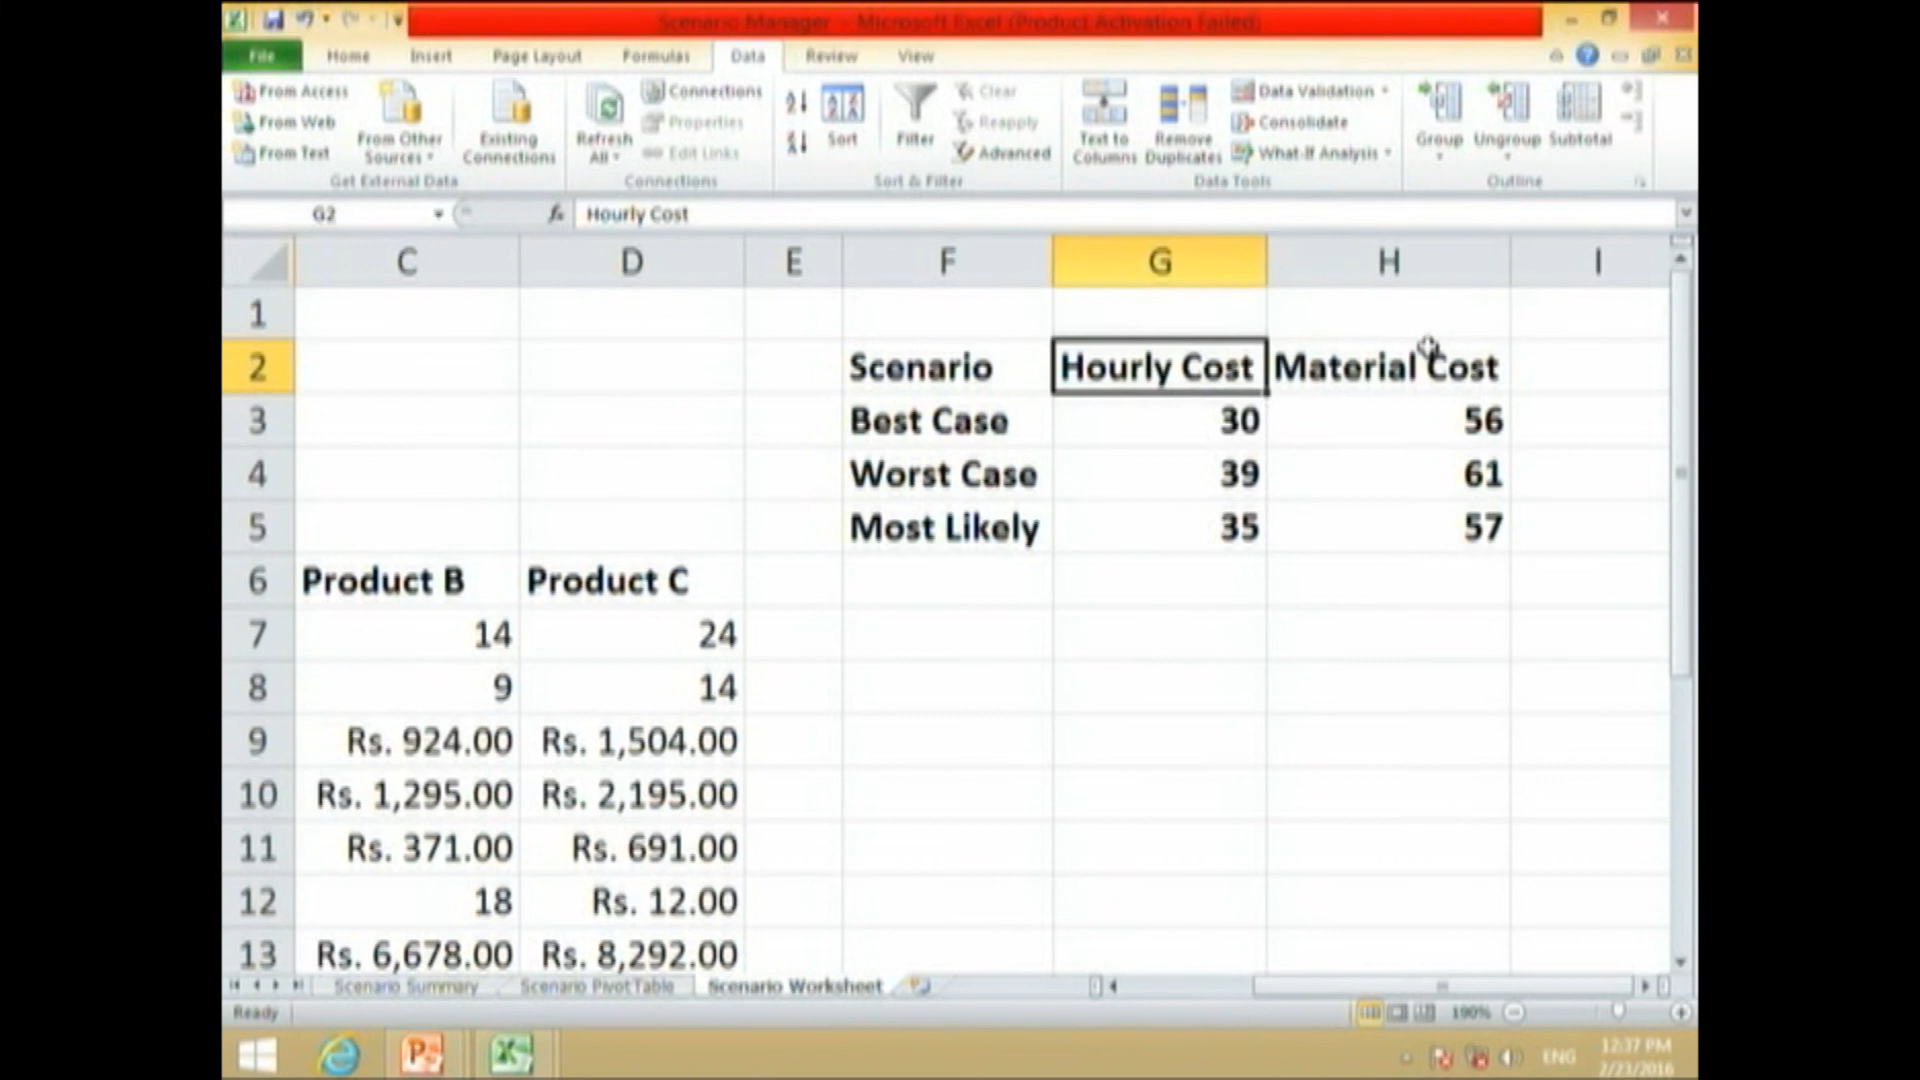 Scenario Manager - Microsoft Excel (Product Activation Failed)
File Home Insert Page Layout Formulas Data Review View
From Access
From Web
From Text
From Other Sources
Existing Connections
Get External Data
Refresh All
Connections
Properties
Edit Links
Connections
Sort
Filter
Clear
Reapply
Advanced
Sort & Filter
Text to Columns
Remove Duplicates
Data Validation
Consolidate
What-If Analysis
Data Tools
Group
Ungroup
Subtotal
Outline
G2 fx Hourly Cost
C D E F G H I
1
2 Scenario Hourly Cost Material Cost
3 Best Case 30 56
4 Worst Case 39 61
5 Most Likely 35 57
6 Product B Product C
7 14 24
8 9 14
9 Rs. 924.00 Rs. 1,504.00
10 Rs. 1,295.00 Rs. 2,195.00
11 Rs. 371.00 Rs. 691.00
12 18 Rs. 12.00
13 Rs. 6,678.00 Rs. 8,292.00
Scenario Summary Scenario PivotTable Scenario Worksheet
Ready 190%
ENG 12:37 PM
2/23/2016